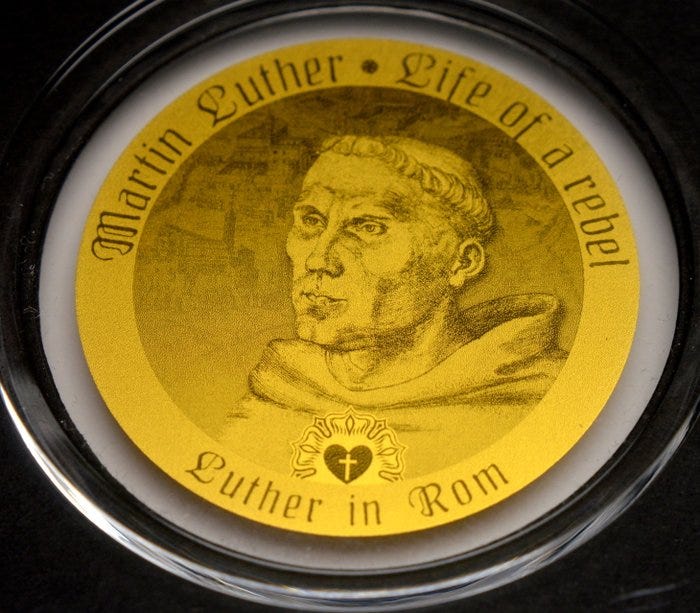 Martin Luther • Life of a rebel
Luther in Rom